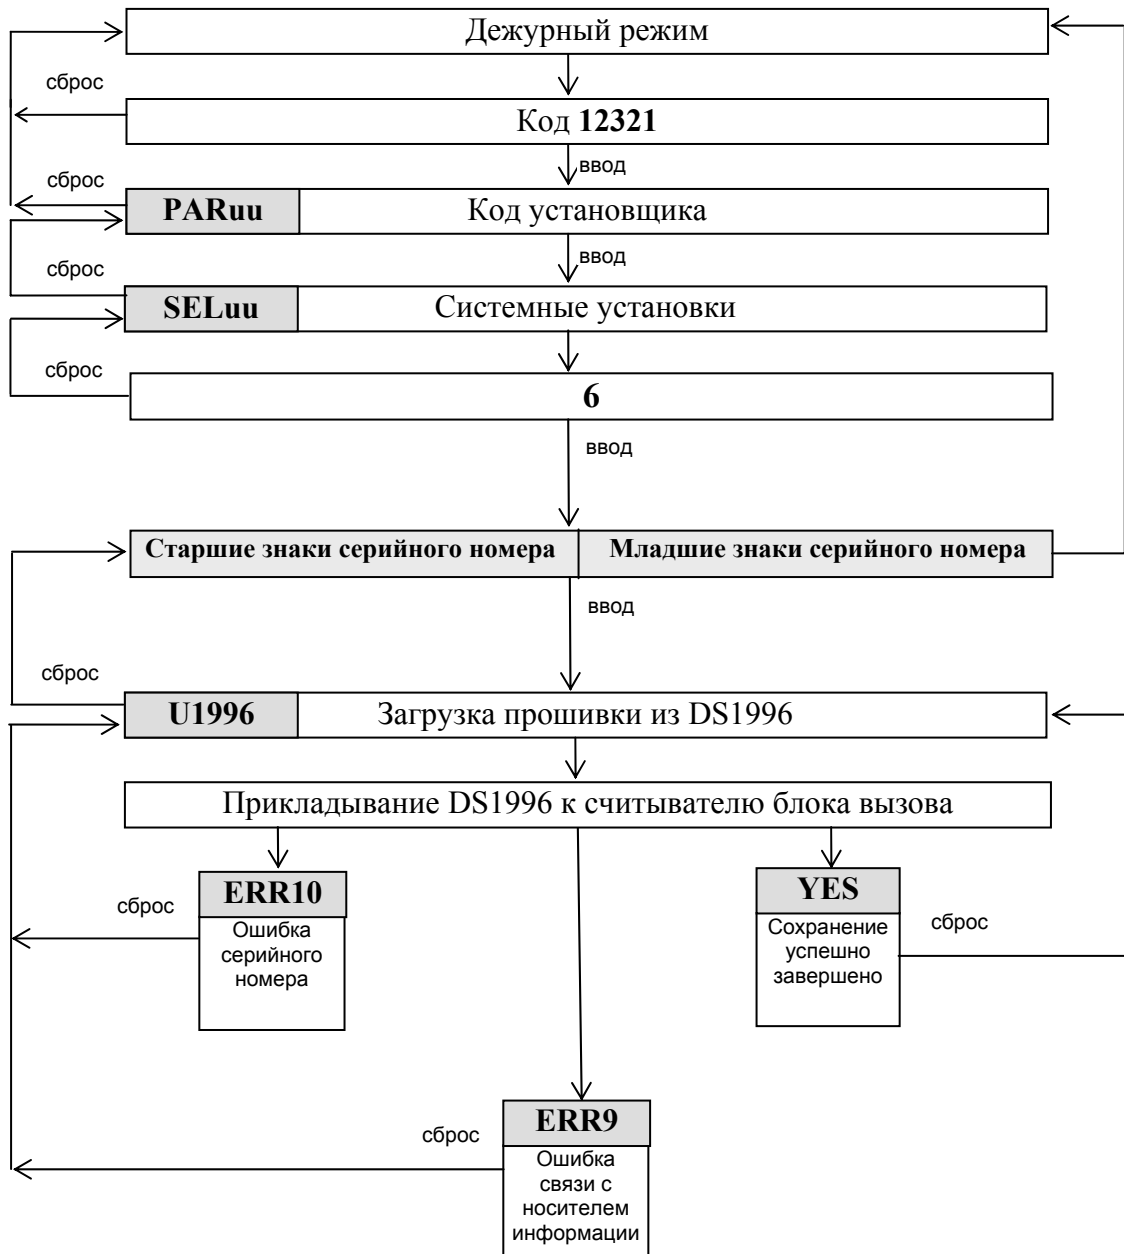 Дежурный режим
сброс
Код 12321
ввод
сброс
PARuu Код установщика
ввод
сброс
SELuu Системные установки
сброс
6
ввод
Старшие знаки серийного номера Младшие знаки серийного номера
ввод
сброс
U1996 Загрузка прошивки из DS1996
Прикладывание DS1996 к считывателю блока вызова
ERR10
сброс
Ошибка
серийного
номера
YES
Сохранение
успешно
завершено
сброс
ERR9
сброс
Ошибка
связи с
носителем
информации